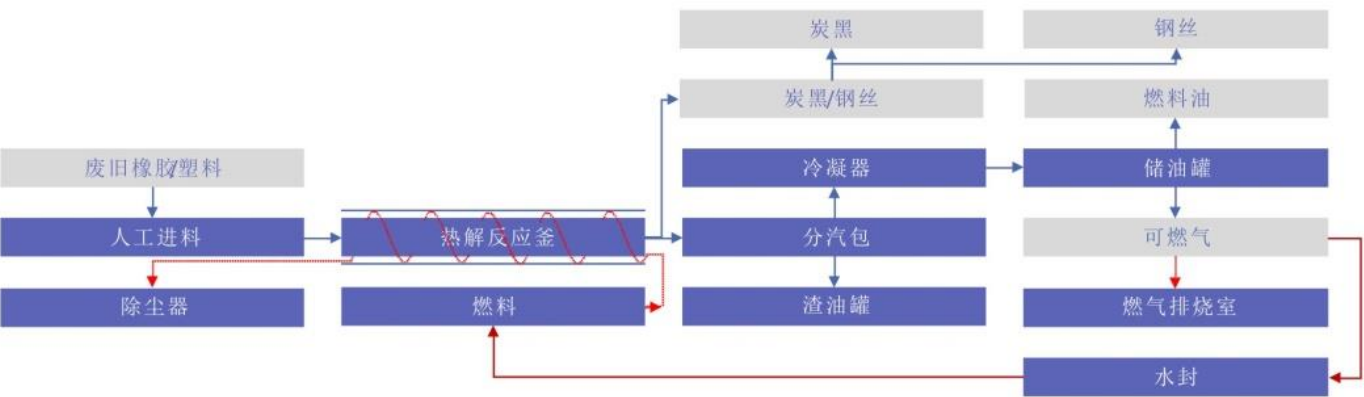 炭黑
钢丝
炭黑/钢丝
燃料油
废旧橡胶/塑料
冷凝器
储油罐
人工进料
热解反应釜
分汽包
可燃气
除尘器
燃料
渣油罐
燃气排烧室
水封